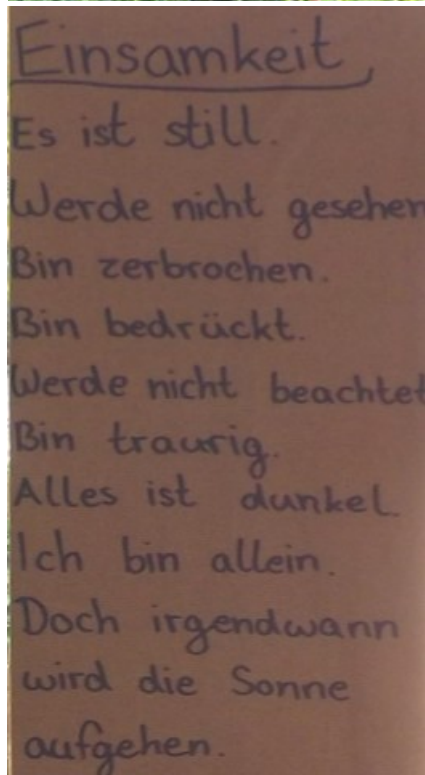 Einsamkeit
Es ist still.
Werde nicht gesehen
Bin zerbrochen.
Bin bedrückt.
Werde nicht beachtet
Bin traurig.
Alles ist dunkel.
Ich bin allein.
Doch irgendwann
wird die Sonne
aufgehen.